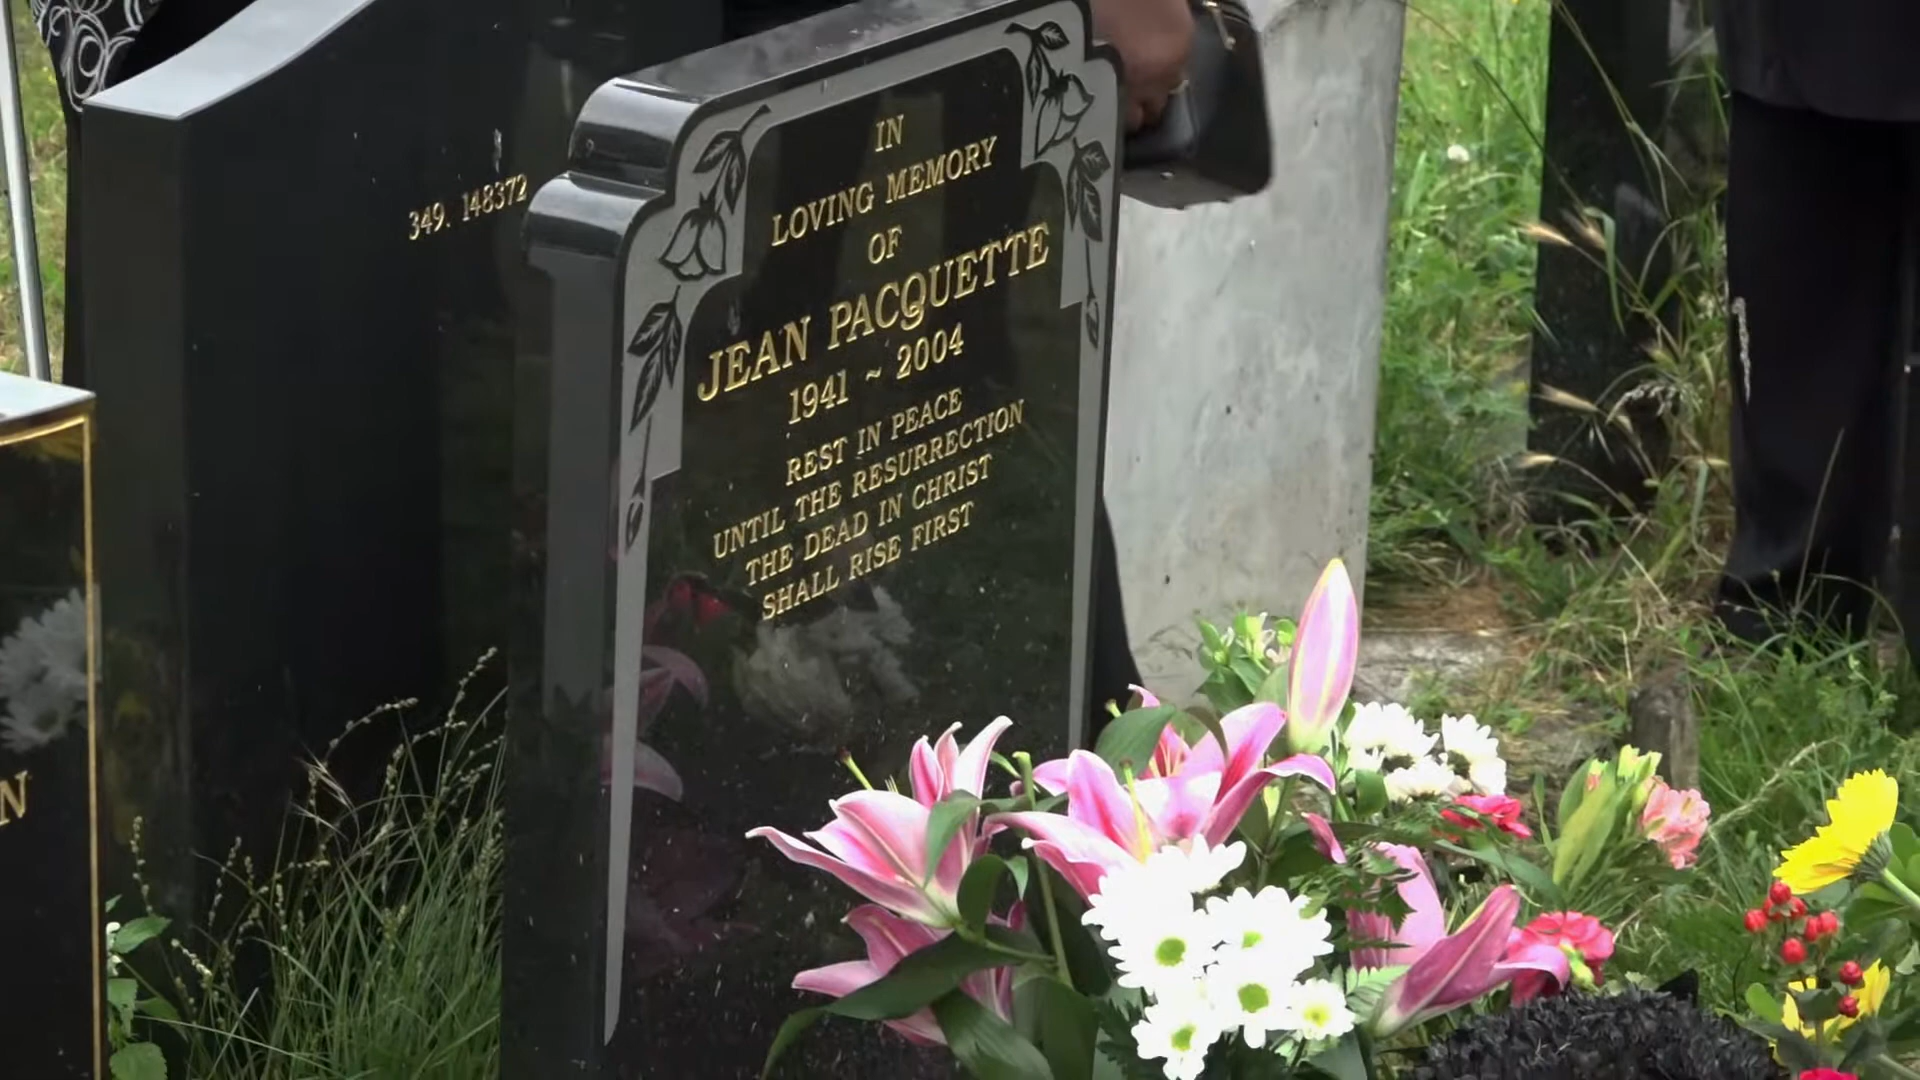 349. 148372
IN
LOVING MEMORY
OF
JEAN PACQUETTE
1941 ~ 2004
REST IN PEACE
UNTIL THE RESURRECTION
THE DEAD IN CHRIST
SHALL RISE FIRST